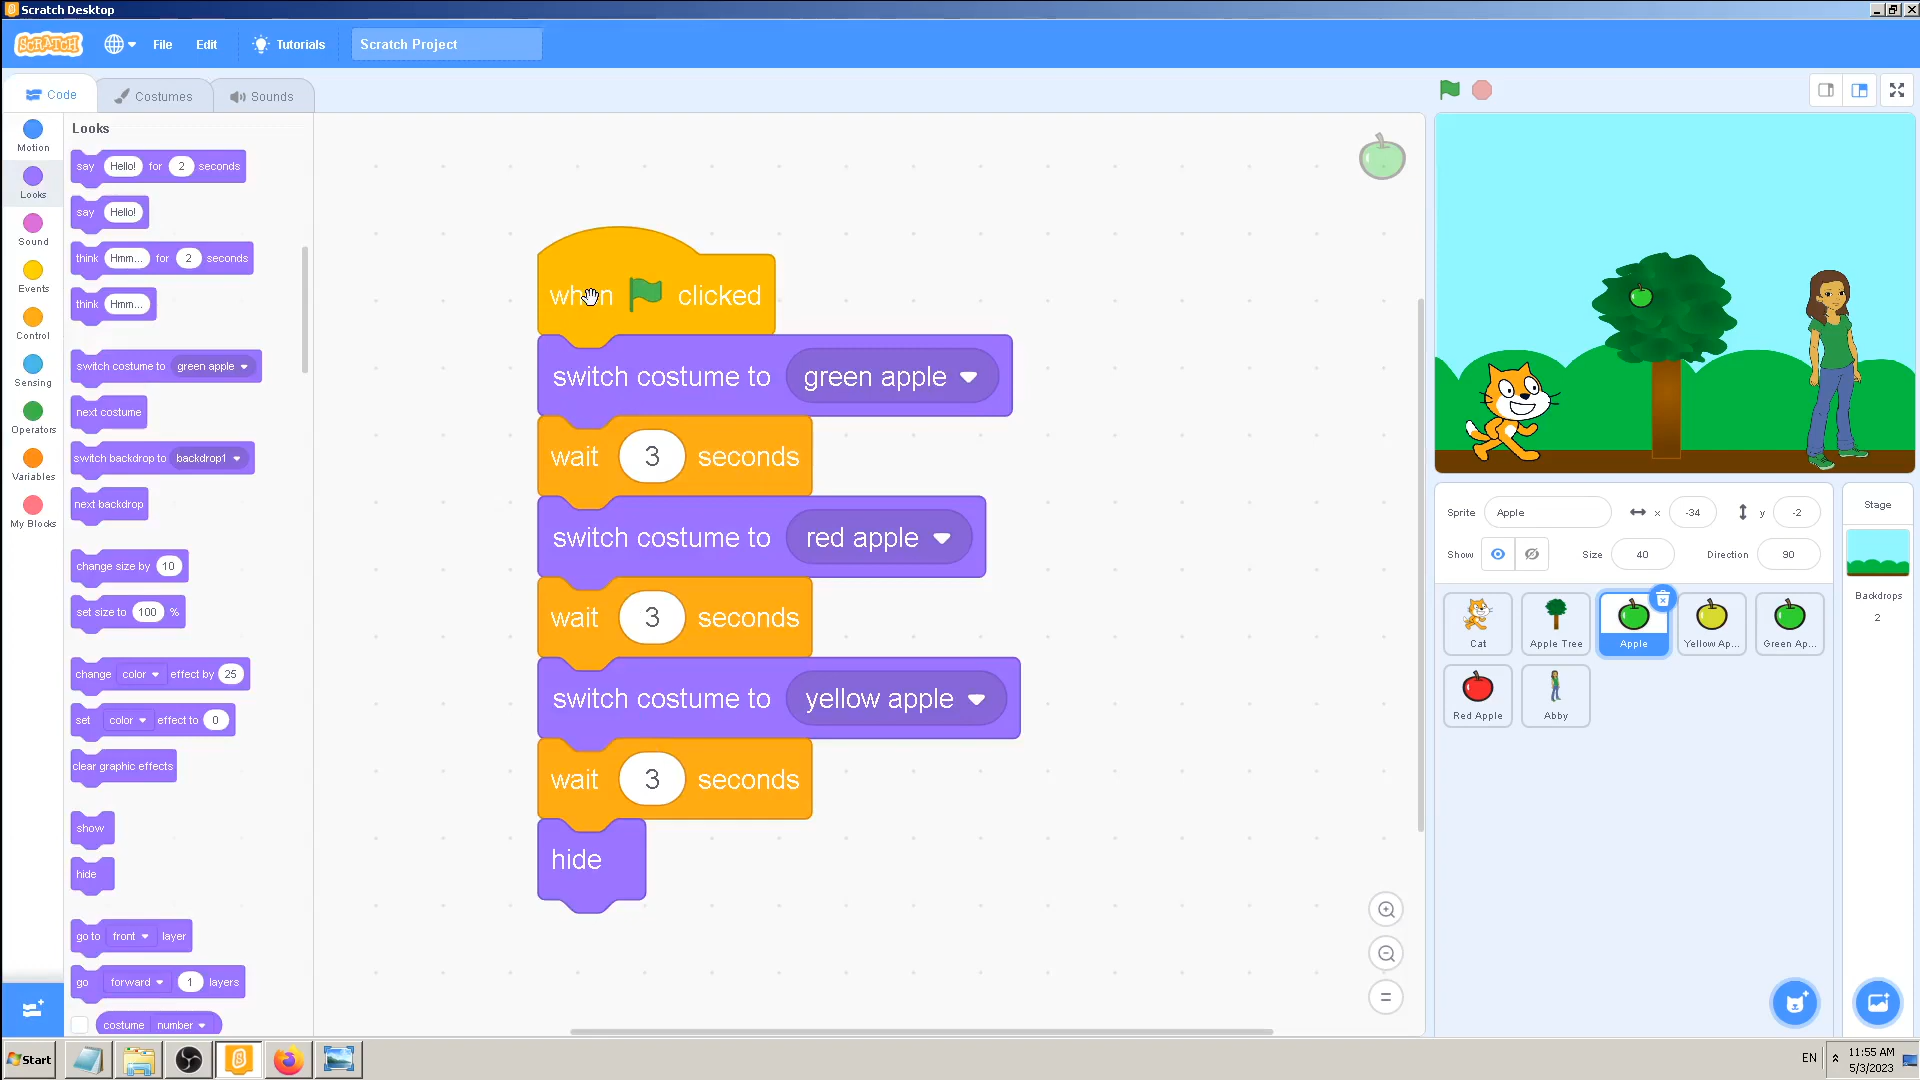 Scratch Desktop
SCRATCH
File
Edit
Tutorials
Scratch Project
Code
Costumes
Sounds
Motion
Looks
Sound
Events
Control
Sensing
Operators
Variables
My Blocks
Looks
say Hello! for 2 seconds
say Hello!
think Hmm... for 2 seconds
think Hmm...
switch costume to green apple
next costume
switch backdrop to backdrop1
next backdrop
change size by 10
set size to 100 %
change color effect by 25
set color effect to 0
clear graphic effects
show
hide
go to front layer
go forward 1 layers
costume number
when clicked
switch costume to green apple
wait 3 seconds
switch costume to red apple
wait 3 seconds
switch costume to yellow apple
wait 3 seconds
hide
Sprite Apple x -34 y -2
Show Size 40 Direction 90
Cat
Apple Tree
Apple
Yellow Ap...
Green Ap...
Red Apple
Abby
Stage
Backdrops
2
Start
EN
11:55 AM
5/3/2023